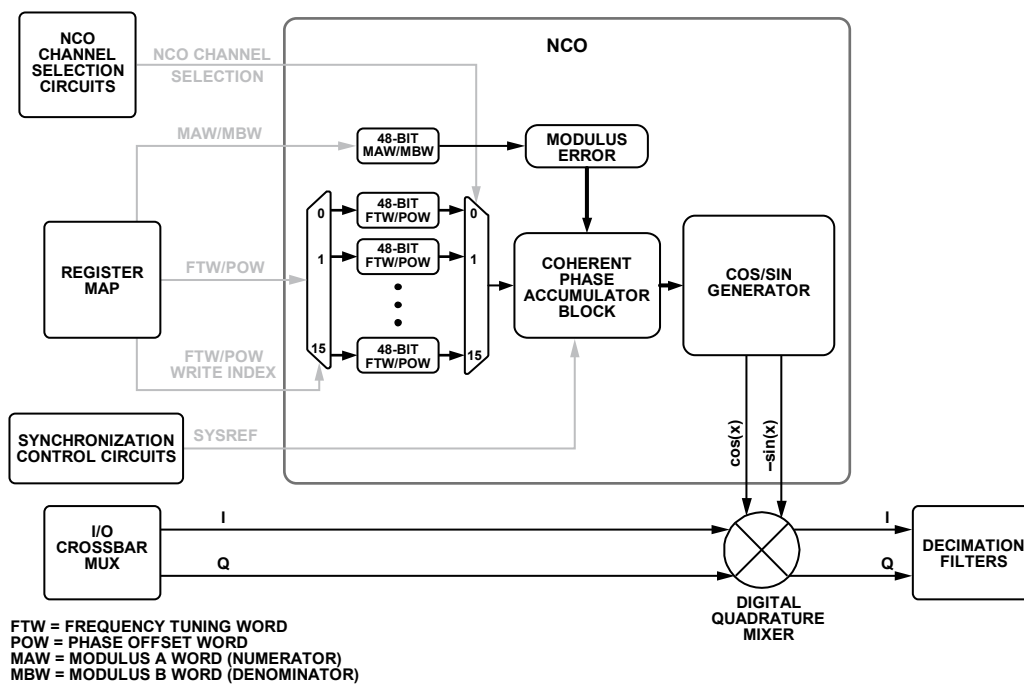 NCO
CHANNEL
SELECTION
CIRCUITS
NCO CHANNEL
SELECTION
NCO
MAW/MBW
48-BIT
MAW/MBW
MODULUS
ERROR
REGISTER
MAP
FTW/POW
FTW/POW
WRITE INDEX
0
1
15
48-BIT
FTW/POW
48-BIT
FTW/POW
48-BIT
FTW/POW
0
1
15
COHERENT
PHASE
ACCUMULATOR
BLOCK
COS/SIN
GENERATOR
SYNCHRONIZATION
CONTROL CIRCUITS
SYSREF
cos(x)
–sin(x)
I/O
CROSSBAR
MUX
I
Q
DIGITAL
QUADRATURE
MIXER
I
Q
DECIMATION
FILTERS
FTW = FREQUENCY TUNING WORD
POW = PHASE OFFSET WORD
MAW = MODULUS A WORD (NUMERATOR)
MBW = MODULUS B WORD (DENOMINATOR)